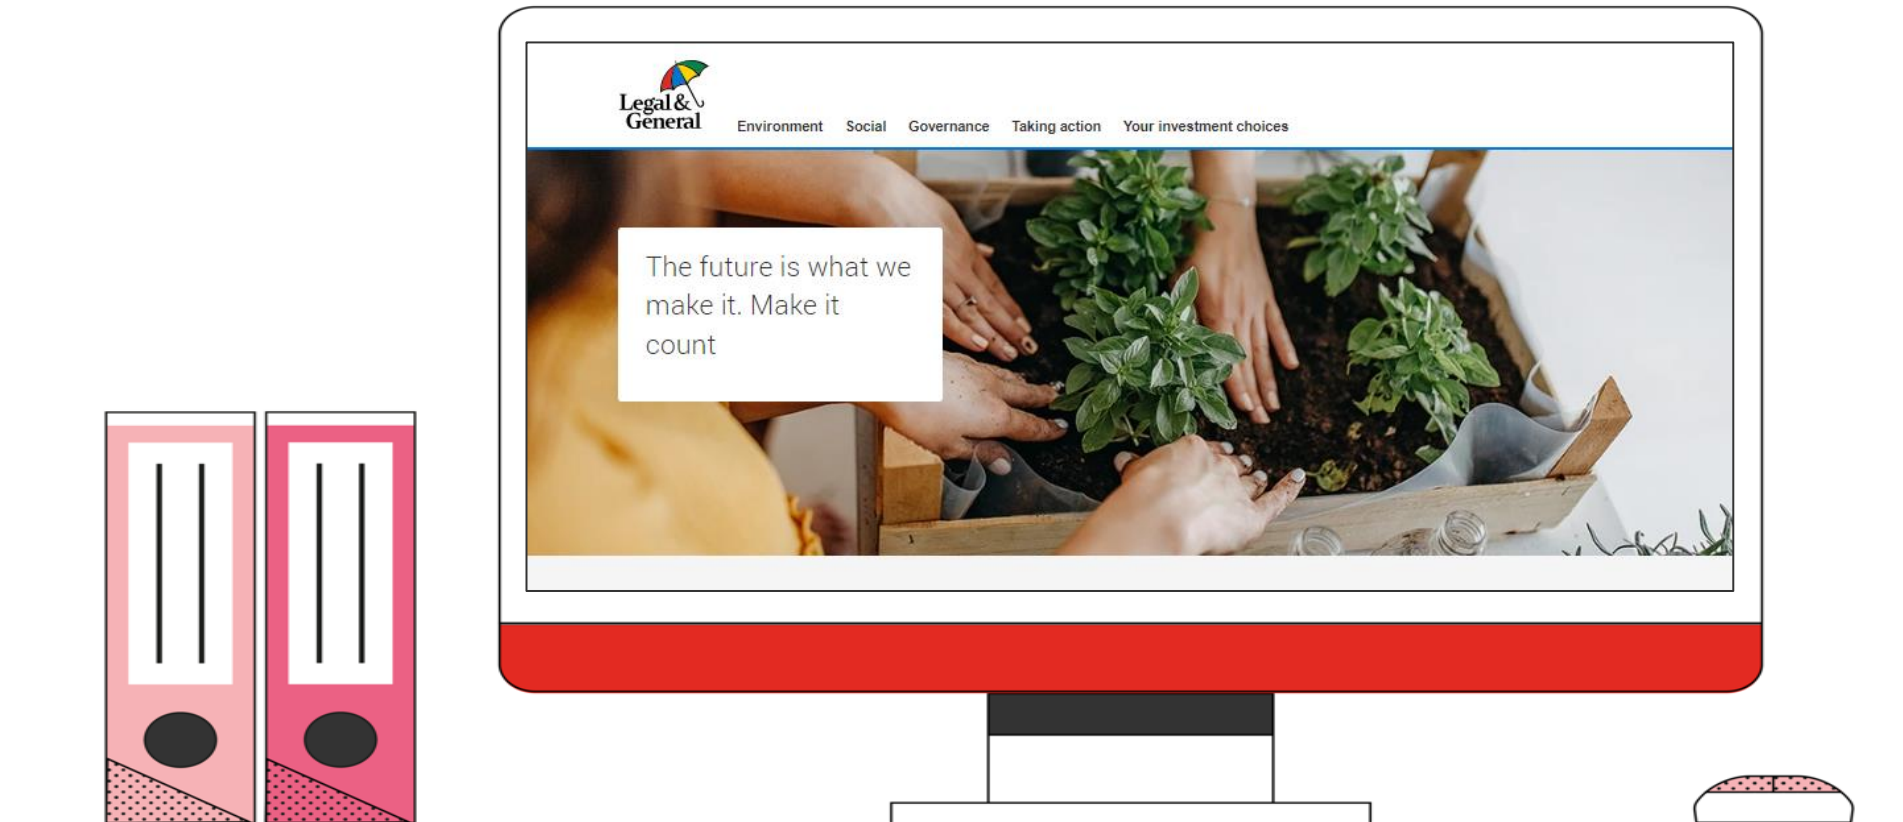 Legal &
General
Environment Social Governance Taking action Your investment choices
The future is what we
make it. Make it
count